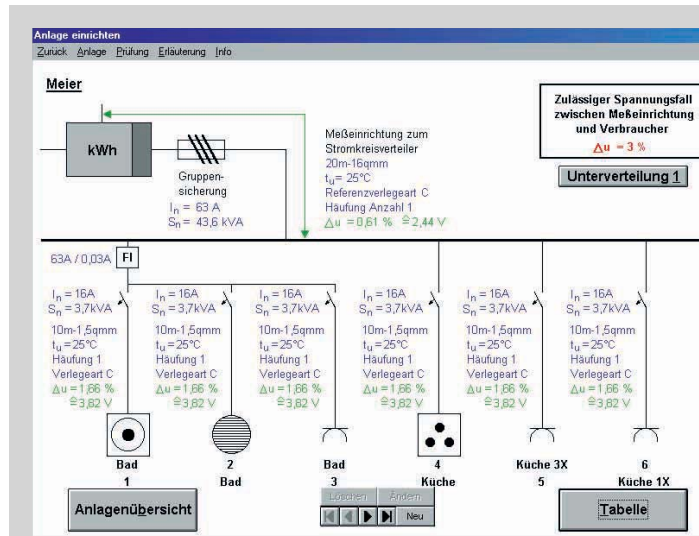 Anlage einrichten
Zurück Anlage Prüfung Erläuterung Info
Meier
kWh
Gruppen-
sicherung
Iₙ = 63 A
Sₙ = 43,6 kVA
Meßeinrichtung zum
Stromkreisverteiler
20m-16qmm
tᵤ = 25°C
Referenzverlegeart C
Häufung Anzahl 1
Δu = 0,61 % ≙2,44 V
Zulässiger Spannungsfall
zwischen Meßeinrichtung
und Verbraucher
Δu = 3 %
Unterverteilung 1
63A / 0,03A FI
Iₙ = 16A Iₙ = 16A Iₙ = 16A Iₙ = 16A Iₙ = 16A Iₙ = 16A
Sₙ = 3,7kVA Sₙ = 3,7kVA Sₙ = 3,7kVA Sₙ = 3,7kVA Sₙ = 3,7kVA Sₙ = 3,7kVA
10m-1,5qmm 10m-1,5qmm 10m-1,5qmm 10m-1,5qmm 10m-1,5qmm 10m-1,5qmm
tᵤ = 25°C tᵤ = 25°C tᵤ = 25°C tᵤ = 25°C tᵤ = 25°C tᵤ = 25°C
Häufung 1 Häufung 1 Häufung 1 Häufung 1 Häufung 1 Häufung 1
Verlegeart C Verlegeart C Verlegeart C Verlegeart C Verlegeart C Verlegeart C
Δu = 1,66 % Δu = 1,66 % Δu = 1,66 % Δu = 1,66 % Δu = 1,66 % Δu = 1,66 %
≙3,82 V ≙3,82 V ≙3,82 V ≙3,82 V ≙3,82 V ≙3,82 V
Bad 2 Bad 4 Küche 3X 6
1 Bad 3 Küche 5 Küche 1X
Anlagenübersicht
Löschen Ändern
Neu
Tabelle